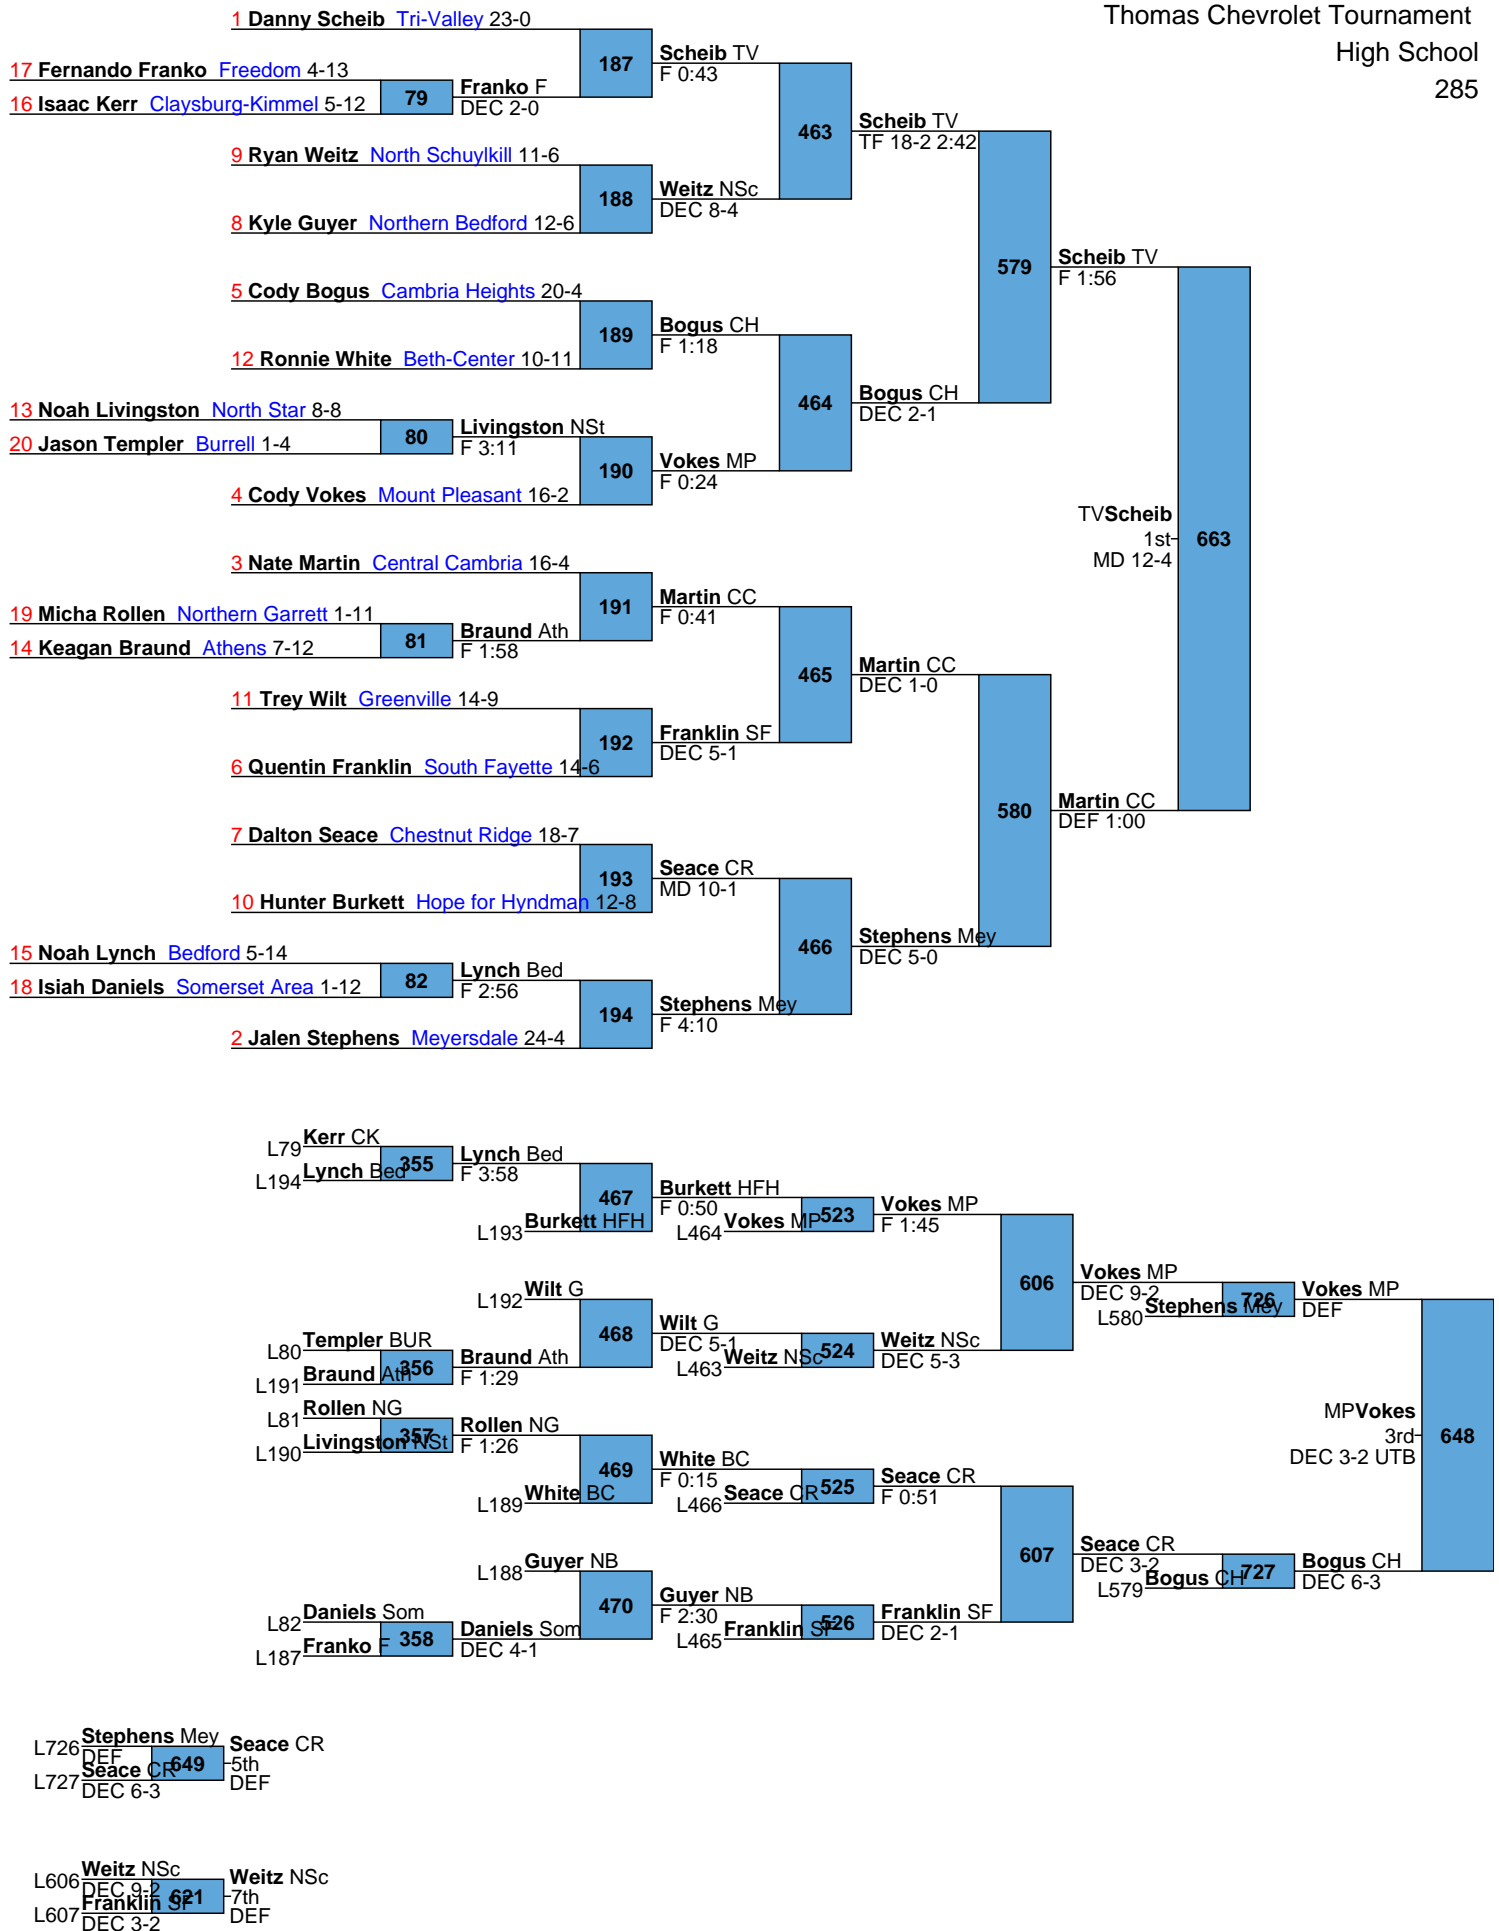 Thomas Chevrolet Tournament
High School
285
1 Danny Scheib Tri-Valley 23-0
187
Scheib TV
F 0:43
17 Fernando Franko Freedom 4-13
79
Franko F
DEC 2-0
16 Isaac Kerr Claysburg-Kimmel 5-12
463
Scheib TV
TF 18-2 2:42
9 Ryan Weitz North Schuylkill 11-6
188
Weitz NSc
DEC 8-4
8 Kyle Guyer Northern Bedford 12-6
579
Scheib TV
F 1:56
5 Cody Bogus Cambria Heights 20-4
189
Bogus CH
F 1:18
12 Ronnie White Beth-Center 10-11
464
Bogus CH
DEC 2-1
13 Noah Livingston North Star 8-8
80
Livingston NSt
F 3:11
20 Jason Templer Burrell 1-4
190
Vokes MP
F 0:24
4 Cody Vokes Mount Pleasant 16-2
TVScheib
1st
MD 12-4
663
3 Nate Martin Central Cambria 16-4
191
Martin CC
F 0:41
19 Micha Rollen Northern Garrett 1-11
81
Braund Ath
F 1:58
14 Keagan Braund Athens 7-12
465
Martin CC
DEC 1-0
11 Trey Wilt Greenville 14-9
192
Franklin SF
DEC 5-1
6 Quentin Franklin South Fayette 14-6
580
Martin CC
DEF 1:00
7 Dalton Seace Chestnut Ridge 18-7
193
Seace CR
MD 10-1
10 Hunter Burkett Hope for Hyndman 12-8
466
Stephens Mey
DEC 5-0
15 Noah Lynch Bedford 5-14
82
Lynch Bed
F 2:56
18 Isiah Daniels Somerset Area 1-12
194
Stephens Mey
F 4:10
2 Jalen Stephens Meyersdale 24-4
L79 Kerr CK
355
Lynch Bed
F 3:58
L194 Lynch Bed
467
Burkett HFH
F 0:50
L193 Burkett HFH
523
Vokes MP
F 1:45
L464 Vokes MP
606
Vokes MP
DEC 9-2
L192 Wilt G
468
Wilt G
DEC 5-1
L80 Templer BUR
356
Braund Ath
F 1:29
L191 Braund Ath
524
Weitz NSc
DEC 5-3
L463 Weitz NSc
L580 Stephens Mey
726
Vokes MP
DEF
L81 Rollen NG
357
Rollen NG
F 1:26
L190 Livingston NSt
469
White BC
F 0:15
L189 White BC
525
Seace CR
F 0:51
L466 Seace CR
MPVokes
3rd
DEC 3-2 UTB
648
607
Seace CR
DEC 3-2
L188 Guyer NB
470
Guyer NB
F 2:30
L82 Daniels Som
358
Daniels Som
DEC 4-1
L187 Franko F
526
Franklin SF
DEC 2-1
L465 Franklin SF
L579 Bogus CH
727
Bogus CH
DEC 6-3
L726 Stephens Mey
DEF
649
Seace CR
5th
DEF
L727 Seace CR
DEC 6-3
L606 Weitz NSc
DEC 9-2
621
Weitz NSc
7th
DEF
L607 Franklin SF
DEC 3-2